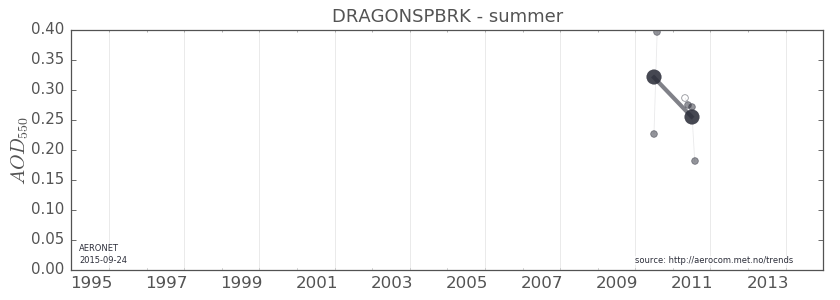 DRAGONSPBRK - summer
0.40
0.35
0.30
0.25
0.20
0.15
0.10
0.05
0.00
AOD550
AERONET
2015-09-24
source: http://aerocom.met.no/trends
1995 1997 1999 2001 2003 2005 2007 2009 2011 2013